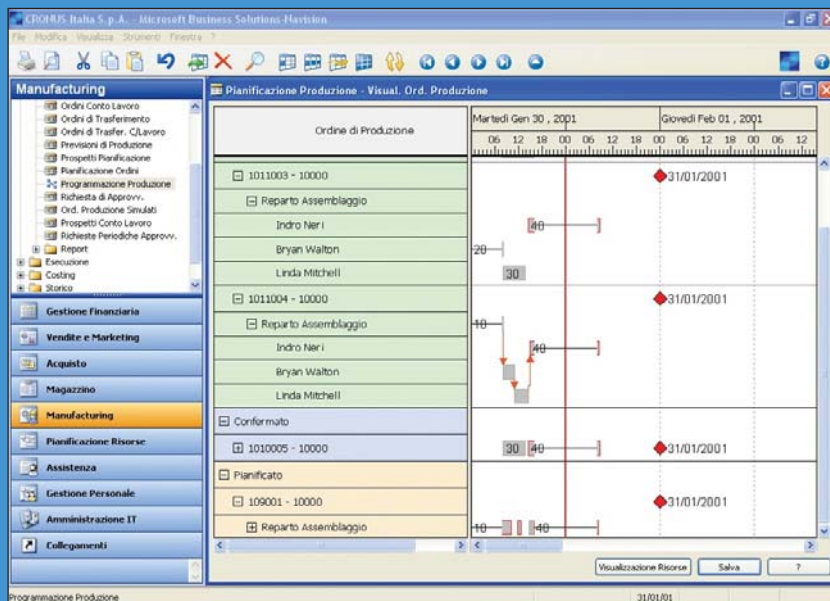 CRONUS Italia S.p.A. - Microsoft Business Solutions-Navision
File Modifica Visualizza Strumenti Finestra ?
Manufacturing
Ordini Conto Lavoro
Ordini di Trasferimento
Ordini di Trasfer. C/Lavoro
Previsioni di Produzione
Prospetti Pianificazione
Pianificazione Ordini
Programmazione Produzione
Richiesta di Approvv.
Ord. Produzione Simulati
Prospetti Conto Lavoro
Richieste Periodiche Approvv.
Report
Esecuzione
Costing
Storico
Gestione Finanziaria
Vendite e Marketing
Acquisto
Magazzino
Manufacturing
Pianificazione Risorse
Assistenza
Gestione Personale
Amministrazione IT
Collegamenti
Pianificazione Produzione - Visual. Ord. Produzione
Ordine di Produzione
Martedì Gen 30 , 2001 Giovedì Feb 01 , 2001
06 12 18 00 06 12 18 00 06 12 18 00 06 12
1011003 - 10000 31/01/2001
Reparto Assemblaggio
Indro Neri 40
Bryan Walton 20
Linda Mitchell 30
1011004 - 10000 31/01/2001
Reparto Assemblaggio 10
Indro Neri 40
Bryan Walton
Linda Mitchell
Confermato
1010005 - 10000 30 40 31/01/2001
Pianificato
109001 - 10000 31/01/2001
Reparto Assemblaggio 10 40
Visualizzazione Risorse Salva ?
Programmazione Produzione 31/01/01